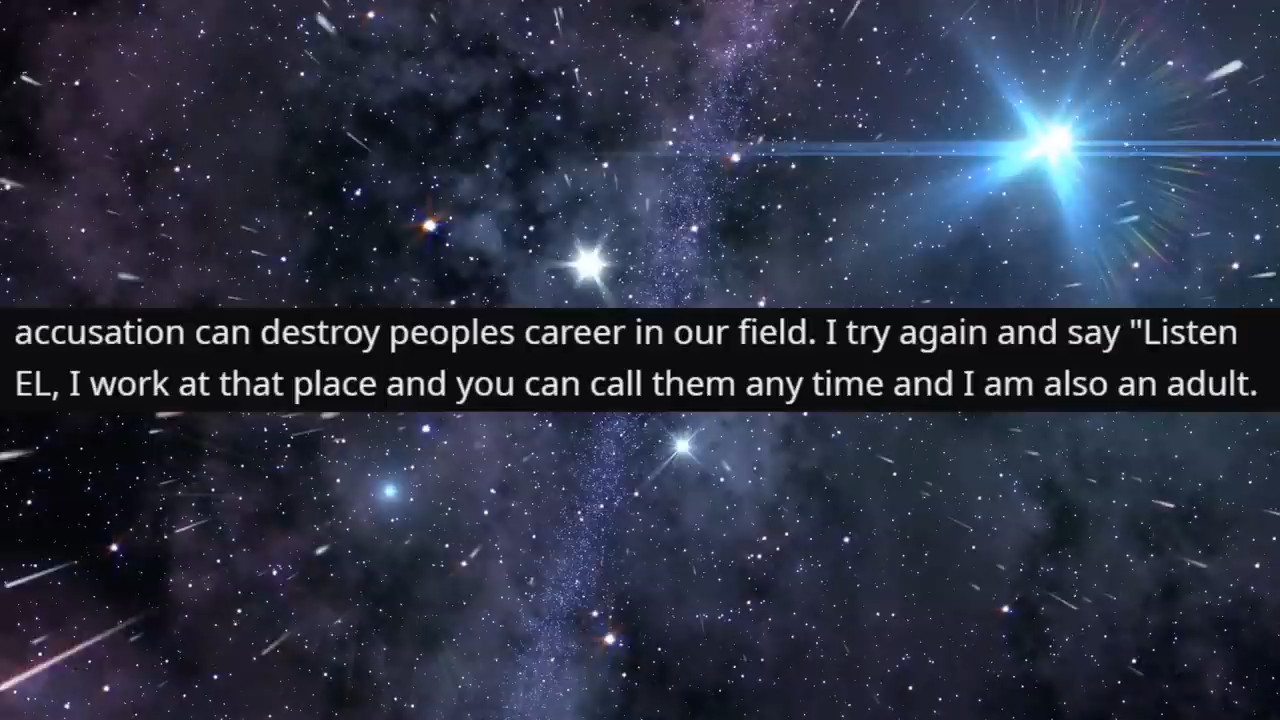 accusation can destroy peoples career in our field. I try again and say "Listen
EL, I work at that place and you can call them any time and I am also an adult.